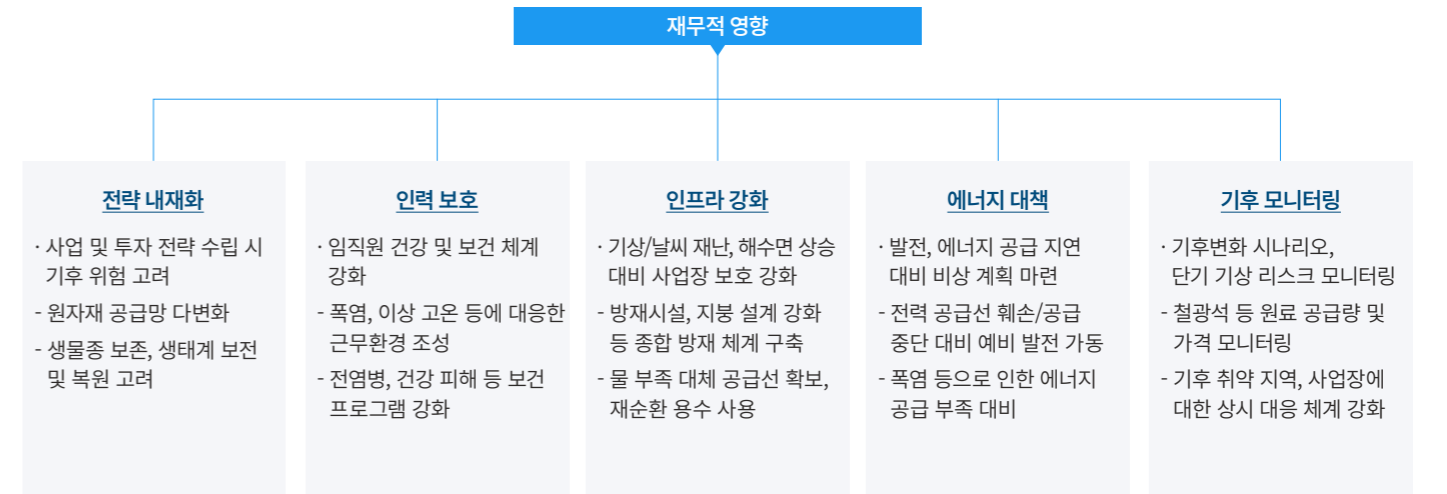 재무적 영향
전략 내재화
· 사업 및 투자 전략 수립 시
기후 위험 고려
- 원자재 공급망 다변화
- 생물종 보존, 생태계 보전
및 복원 고려
인력 보호
· 임직원 건강 및 보건 체계
강화
- 폭염, 이상 고온 등에 대응한
근무환경 조성
- 전염병, 건강 피해 등 보건
프로그램 강화
인프라 강화
· 기상/날씨 재난, 해수면 상승
대비 사업장 보호 강화
- 방재시설, 지붕 설계 강화
등 종합 방재 체계 구축
- 물 부족 대체 공급선 확보,
재순환 용수 사용
에너지 대책
· 발전, 에너지 공급 지연
대비 비상 계획 마련
- 전력 공급선 훼손/공급
중단 대비 예비 발전 가동
- 폭염 등으로 인한 에너지
공급 부족 대비
기후 모니터링
· 기후변화 시나리오,
단기 기상 리스크 모니터링
- 철광석 등 원료 공급량 및
가격 모니터링
- 기후 취약 지역, 사업장에
대한 상시 대응 체계 강화